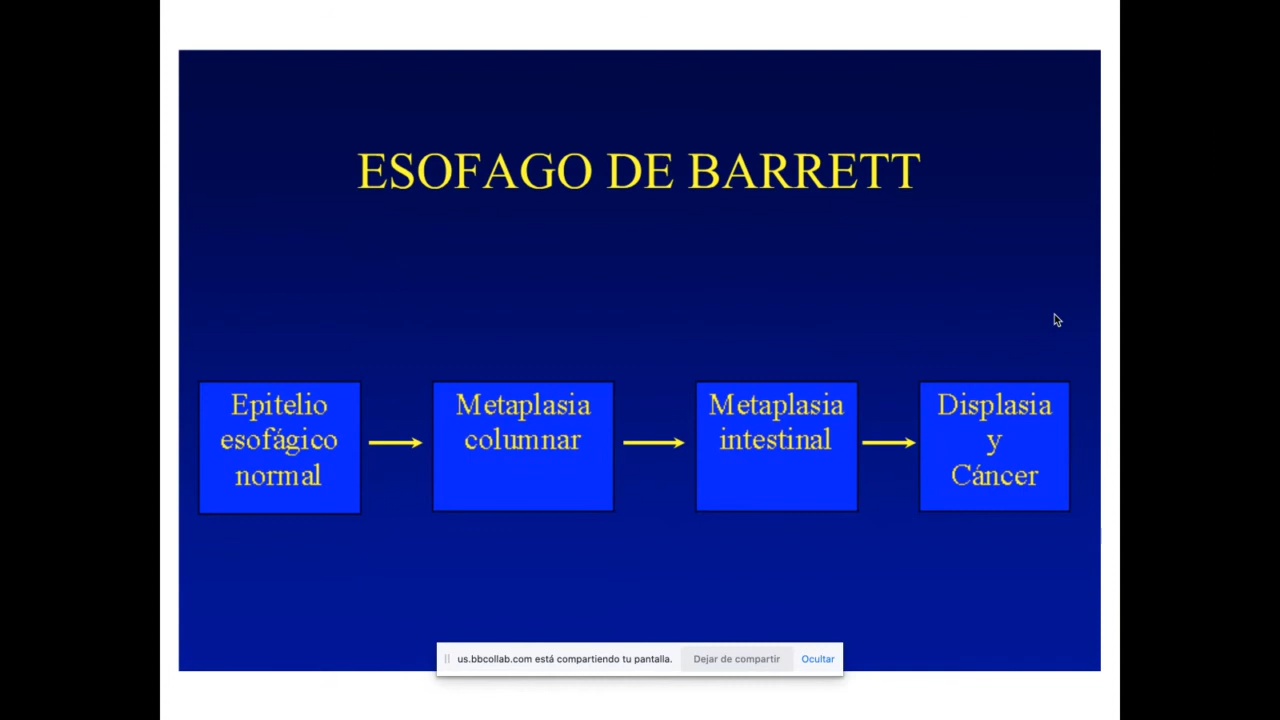 ESOFAGO DE BARRETT
Epitelio
esofágico
normal
Metaplasia
columnar
Metaplasia
intestinal
Displasia
y
Cáncer
us.bbcollab.com está compartiendo tu pantalla. Dejar de compartir Ocultar